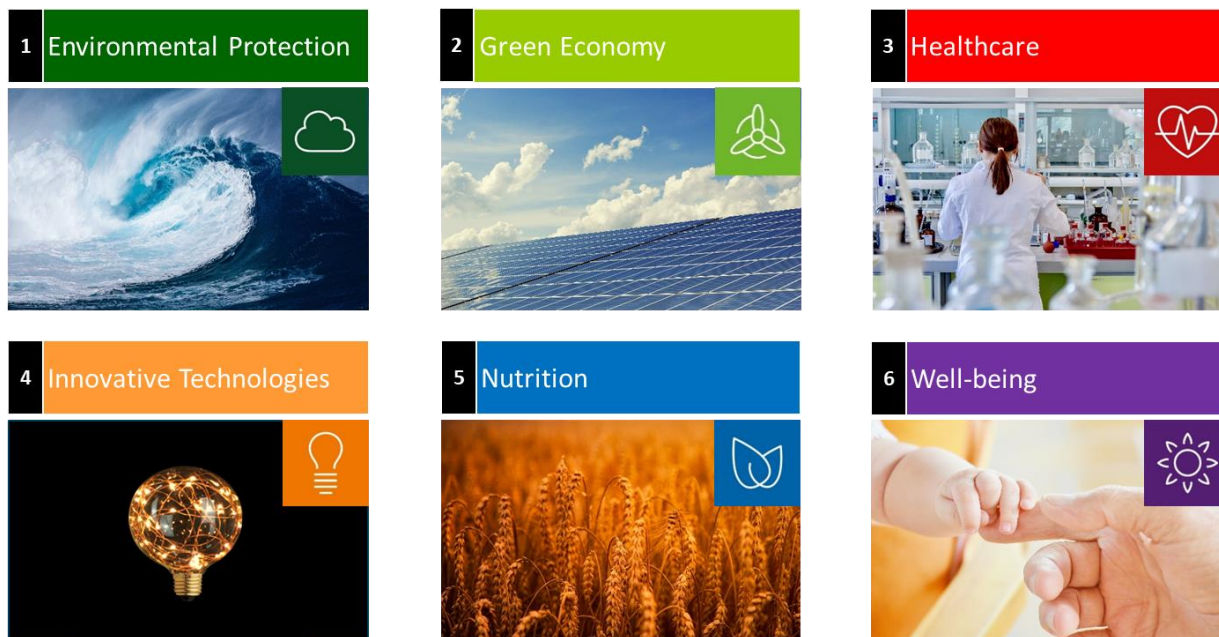 1 Environmental Protection
2 Green Economy
3 Healthcare
4 Innovative Technologies
5 Nutrition
6 Well-being